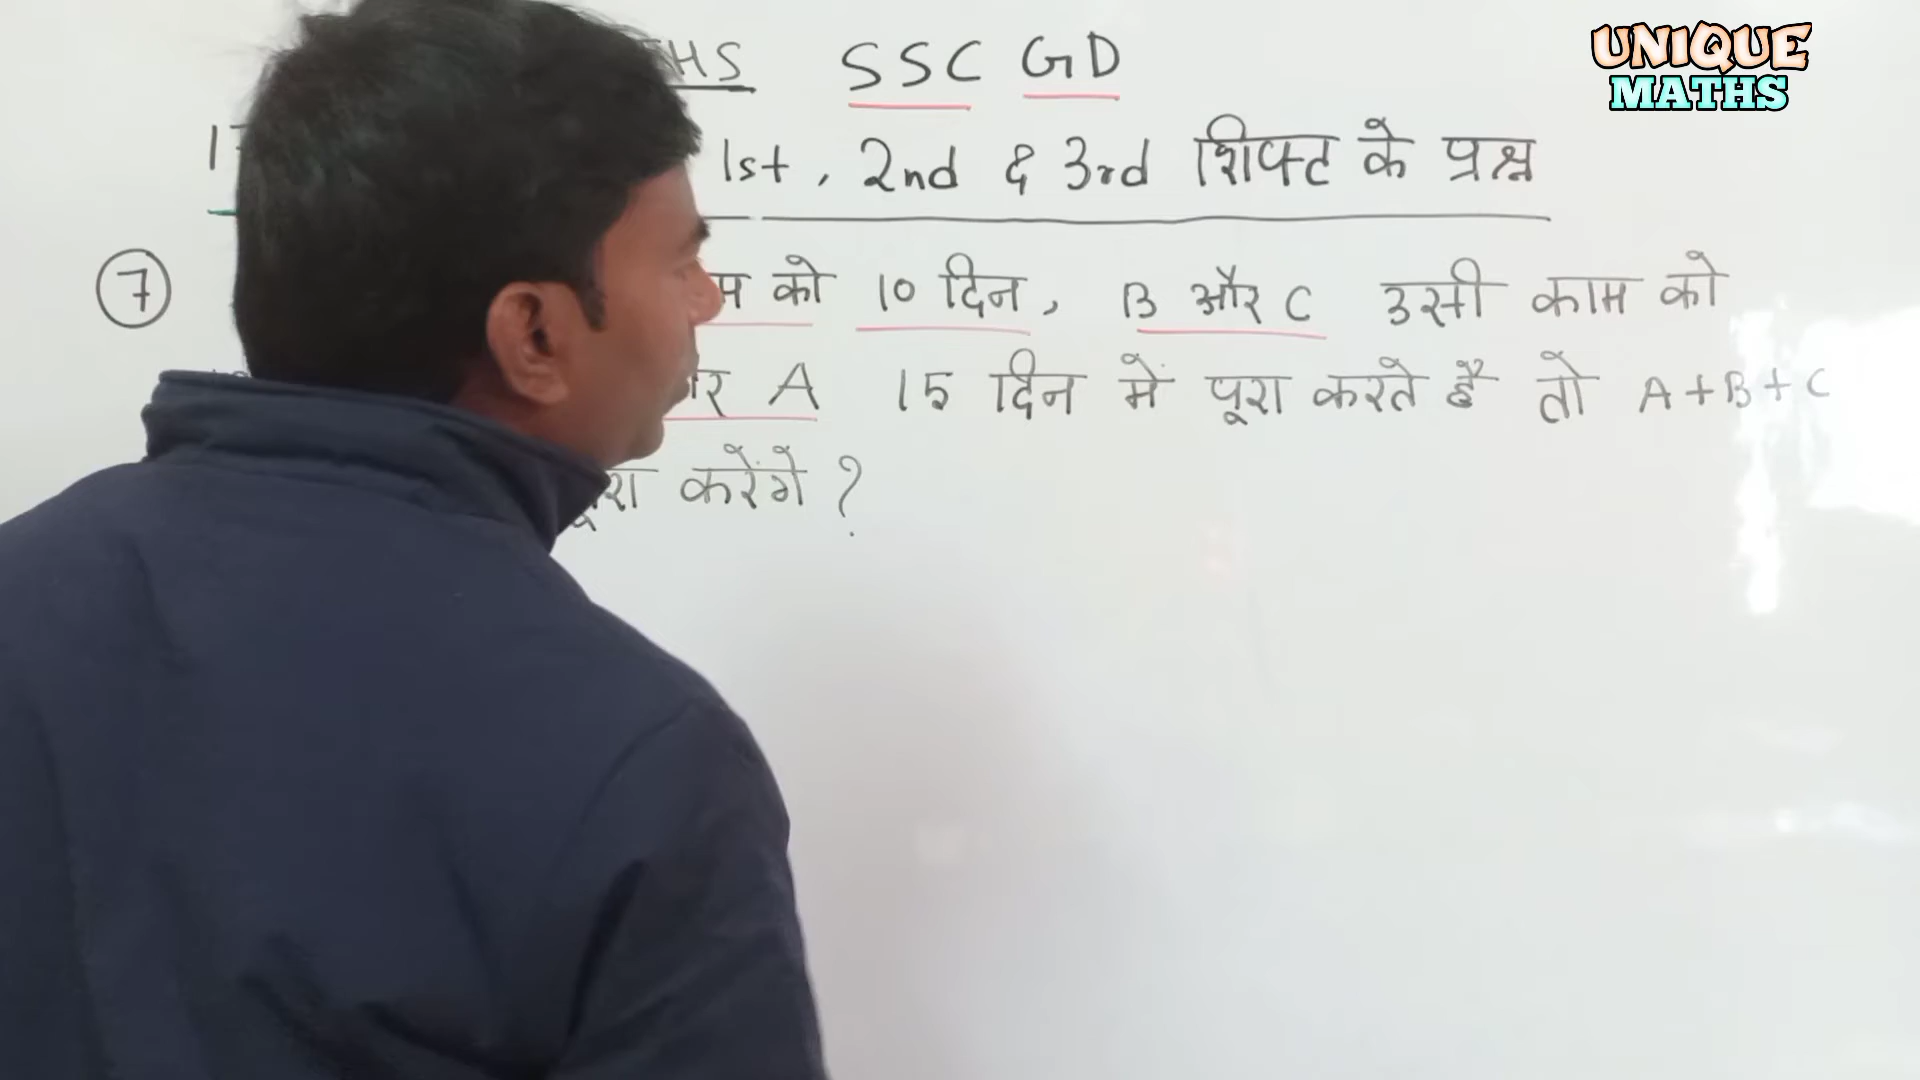 UNIQUE
MATHS
SSC GD
1st, 2nd & 3rd शिफ्ट के प्रश्न
7 को 10 दिन, B और C उसी काम को
A 15 दिन में पूरा करते है तो A+B+C
करेंगे ?